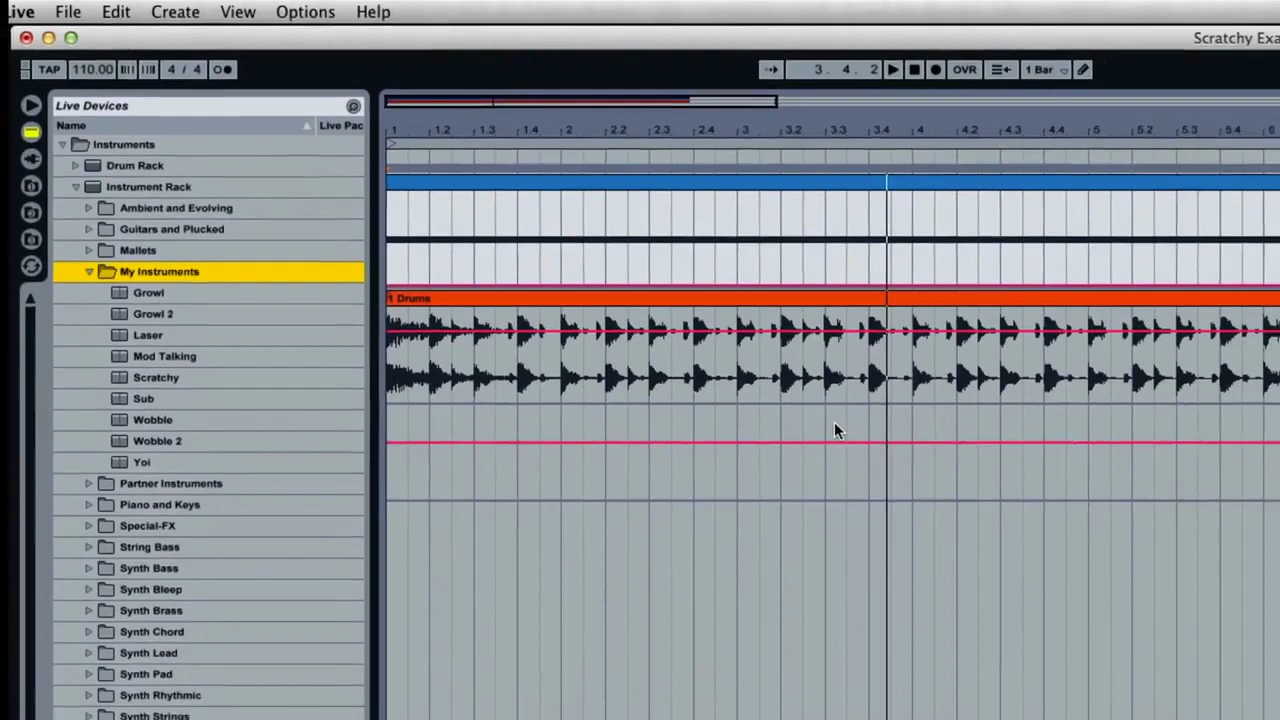 Live File Edit Create View Options Help
Scratchy Exa
TAP 110.00 4 / 4 3. 4. 2 OVR 1 Bar
Live Devices
Name Live Pac
1 1.2 1.3 1.4 2 2.2 2.3 2.4 3 3.2 3.3 3.4 4 4.2 4.3 4.4 5 5.2 5.3 5.4 6
Instruments
Drum Rack
Instrument Rack
Ambient and Evolving
Guitars and Plucked
Mallets
My Instruments
1 Drums
Growl
Growl 2
Laser
Mod Talking
Scratchy
Sub
Wobble
Wobble 2
Yoi
Partner Instruments
Piano and Keys
Special-FX
String Bass
Synth Bass
Synth Bleep
Synth Brass
Synth Chord
Synth Lead
Synth Pad
Synth Rhythmic
Synth Strings